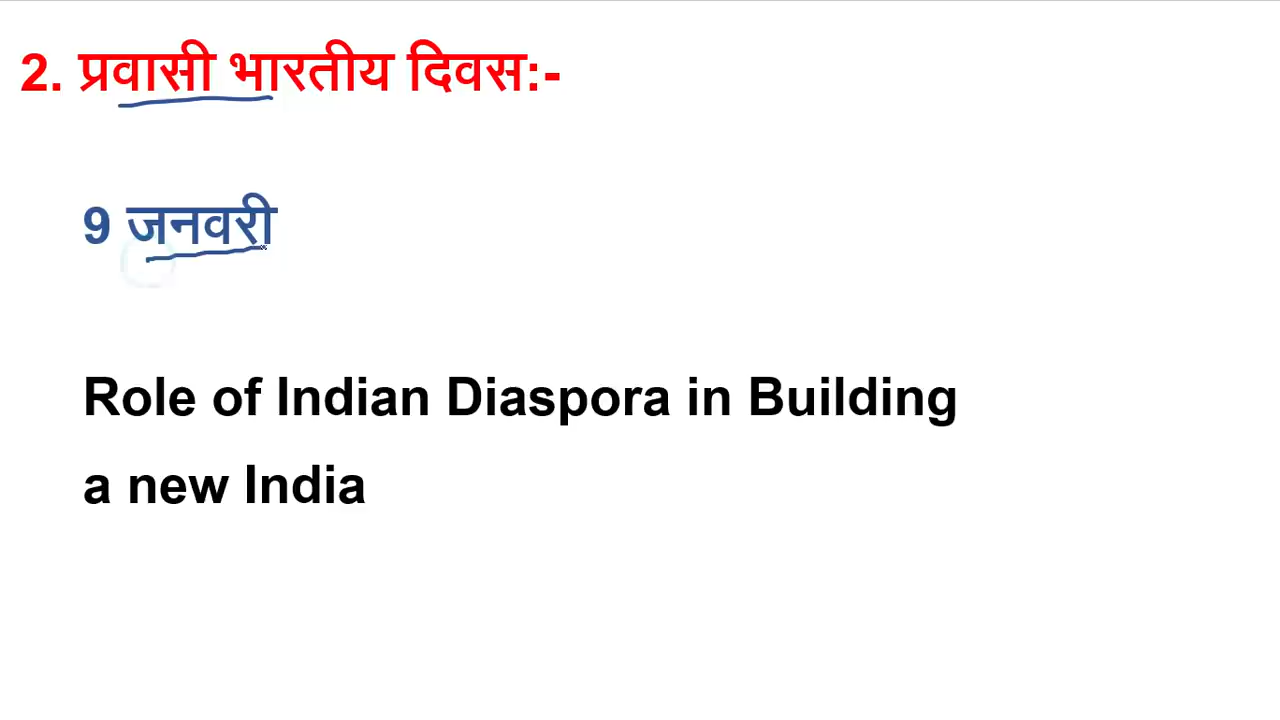 2. प्रवासी भारतीय दिवस:-
9 जनवरी
Role of Indian Diaspora in Building
a new India